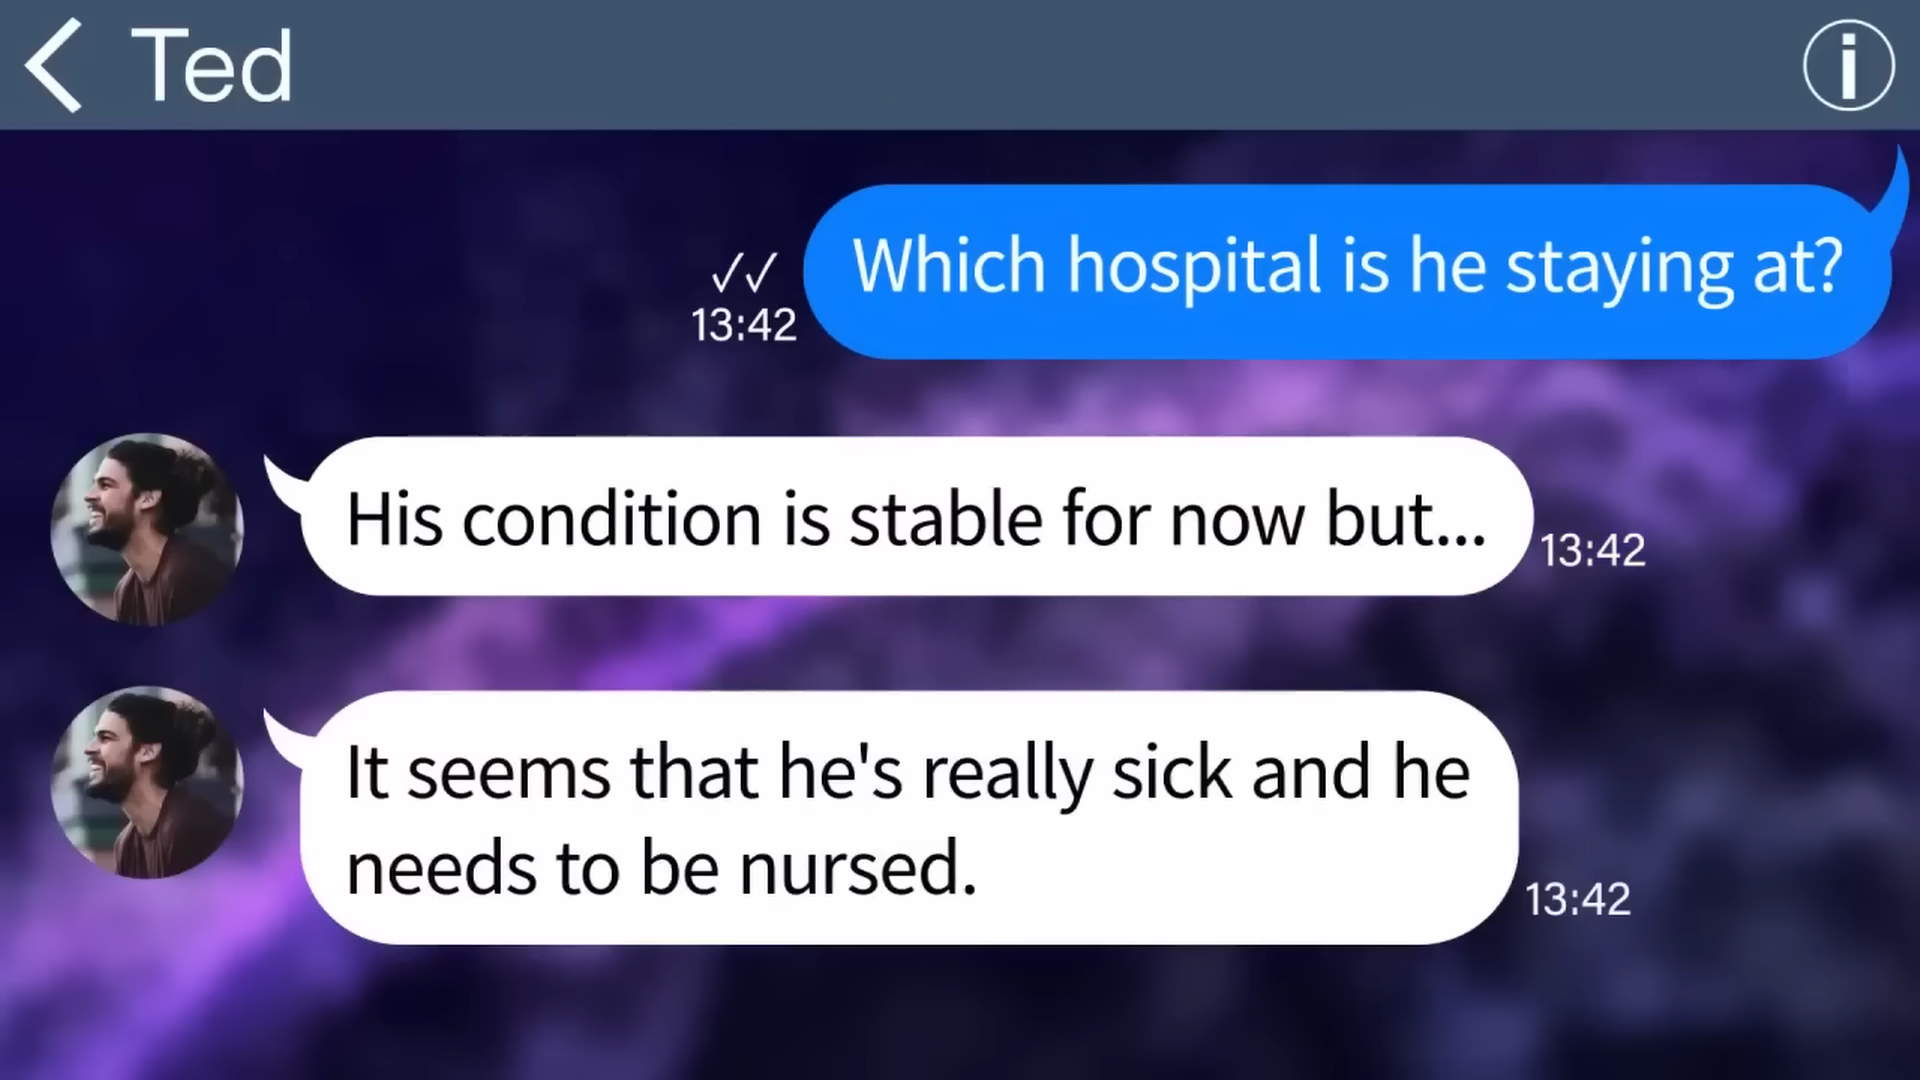 Ted
Which hospital is he staying at?
✓✓
13:42
His condition is stable for now but...
13:42
It seems that he's really sick and he
needs to be nursed.
13:42